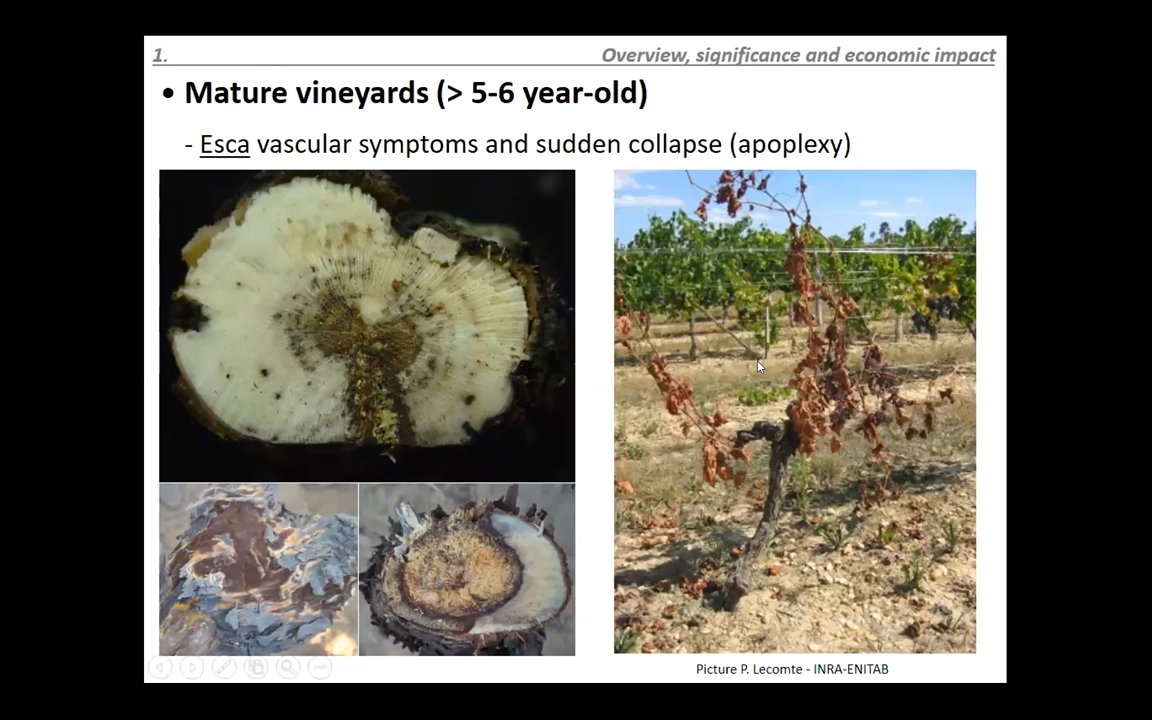 1.
Overview, significance and economic impact
• Mature vineyards (> 5-6 year-old)
- Esca vascular symptoms and sudden collapse (apoplexy)
Picture P. Lecomte - INRA-ENITAB